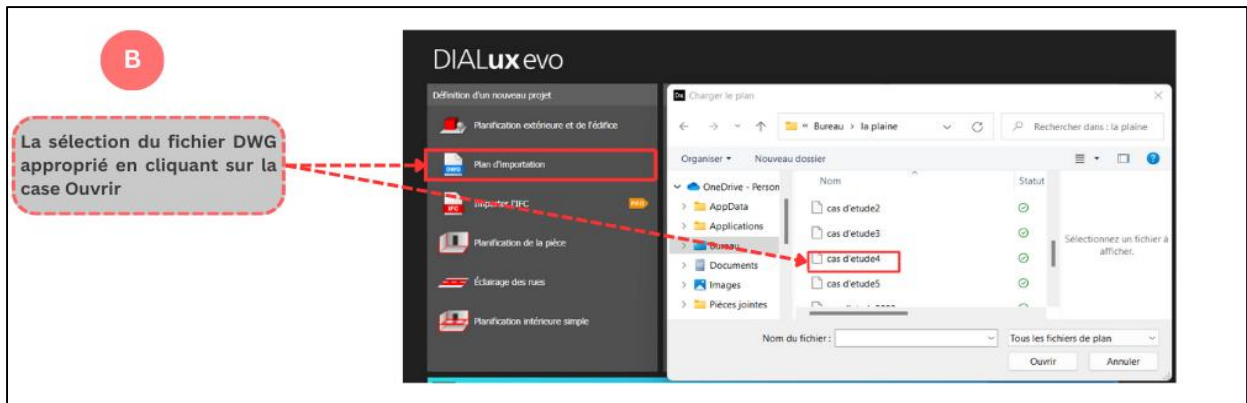 B
La sélection du fichier DWG
approprié en cliquant sur la
case Ouvrir
DIALux evo
Définition d'un nouveau projet
Planification extérieure et de l'édifice
DWG
Plan d'importation
IFC
Importer l'IFC
PRO
Planification de la pièce
Éclairage des rues
Planification intérieure simple
Dx
Charger le plan
« Bureau > la plaine
Rechercher dans : la plaine
Organiser
Nouveau dossier
OneDrive - Person
AppData
Applications
Bureau
Documents
Images
Pièces jointes
Nom
Statut
cas d'etude2
cas d'etude3
cas d'etude4
cas d'etude5
Sélectionnez un fichier à
afficher.
Nom du fichier :
Tous les fichiers de plan
Ouvrir
Annuler